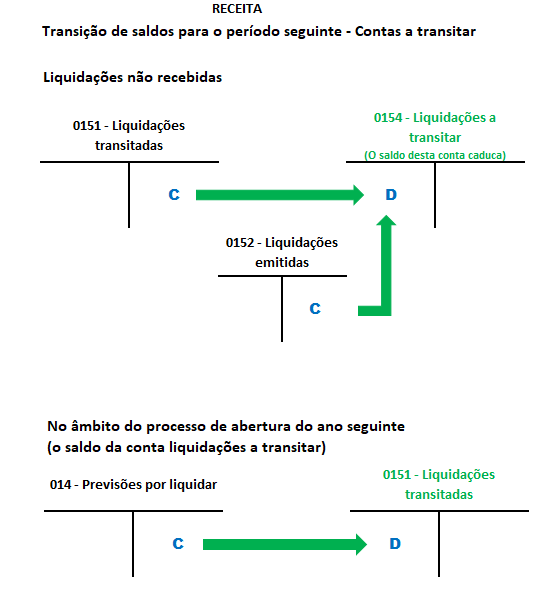 RECEITA
Transição de saldos para o período seguinte - Contas a transitar
Liquidações não recebidas
0151 - Liquidações
transitadas
0154 - Liquidações a
transitar
(O saldo desta conta caduca)
C
D
0152 - Liquidações
emitidas
C
No âmbito do processo de abertura do ano seguinte
(o saldo da conta liquidações a transitar)
014 - Previsões por liquidar
0151 - Liquidações
transitadas
C
D